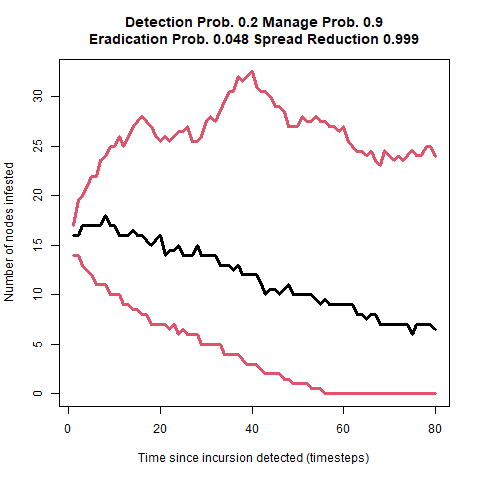 Detection Prob. 0.2 Manage Prob. 0.9
Eradication Prob. 0.048 Spread Reduction 0.999
Number of nodes infested
30
25
20
15
10
5
0
0 20 40 60 80
Time since incursion detected (timesteps)